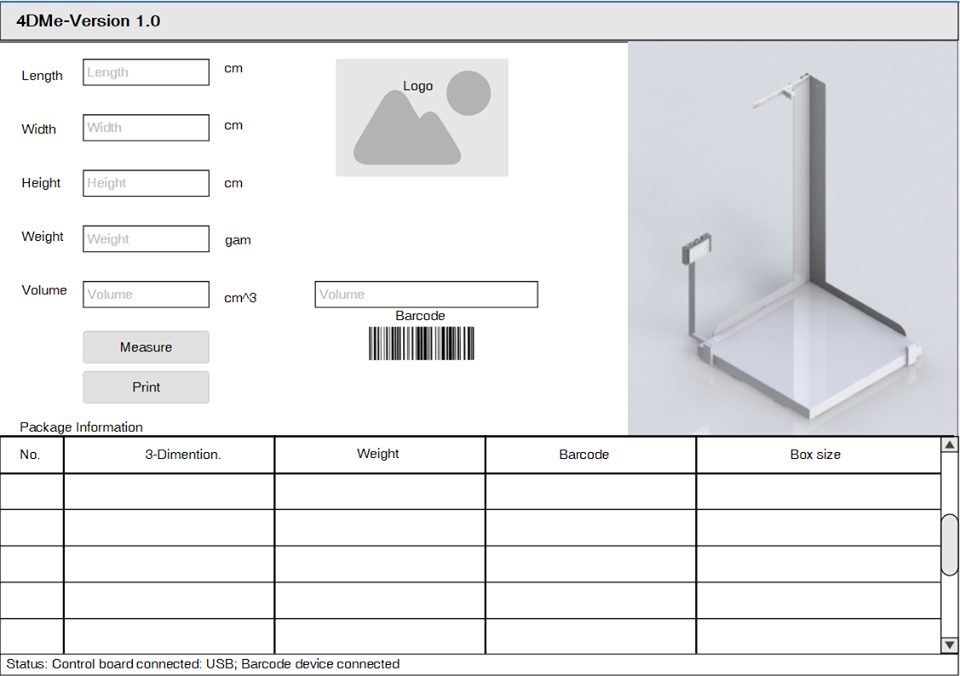 4DMe-Version 1.0
Length Length cm
Logo
Width Width cm
Height Height cm
Weight Weight gam
Volume Volume cm^3 Volume
Barcode
Measure
Print
Package Information
No. 3-Dimention. Weight Barcode Box size
Status: Control board connected: USB; Barcode device connected